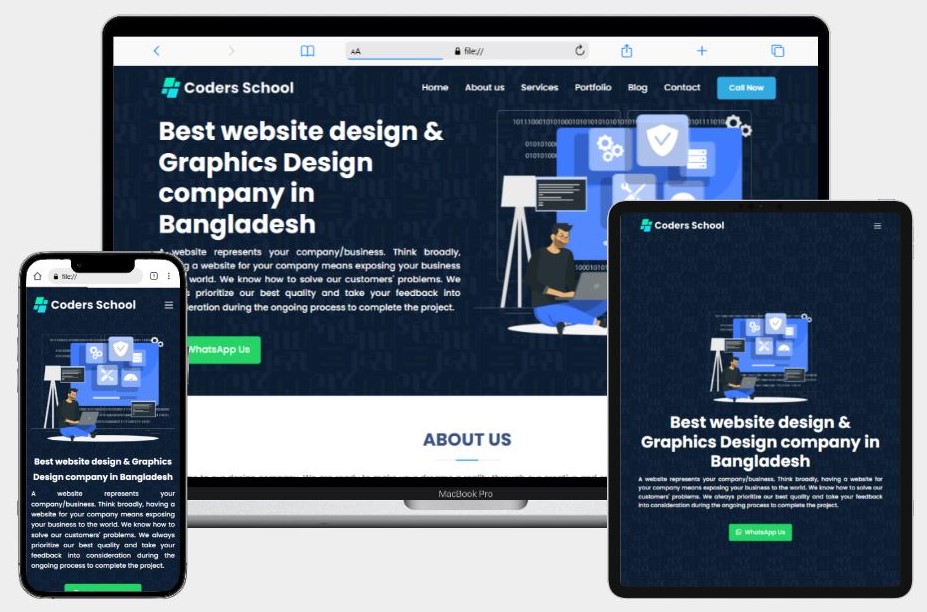 AA
file://
Coders School
Home About us Services Portfolio Blog Contact Call Now
Best website design &
Graphics Design
company in
Bangladesh
website represents your company/business. Think broadly,
a website for your company means exposing your business
world. We know how to solve our customers' problems. We
prioritize our best quality and take your feedback into
during the ongoing process to complete the project.
WhatsApp Us
ABOUT US
MacBook Pro
file://
Coders School
Best website design & Graphics
Design company in Bangladesh
A website represents your
company/business. Think broadly, having a
website for your company means exposing
your business to the world. We know how to
solve our customers' problems. We always
prioritize our best quality and take your
feedback into consideration during the
ongoing process to complete the project.
Coders School
Best website design &
Graphics Design company in
Bangladesh
A website represents your company/business. Think broadly, having a website for
your company means exposing your business to the world. We know how to solve our
customers' problems. We always prioritize our best quality and take your feedback
into consideration during the ongoing process to complete the project.
WhatsApp Us